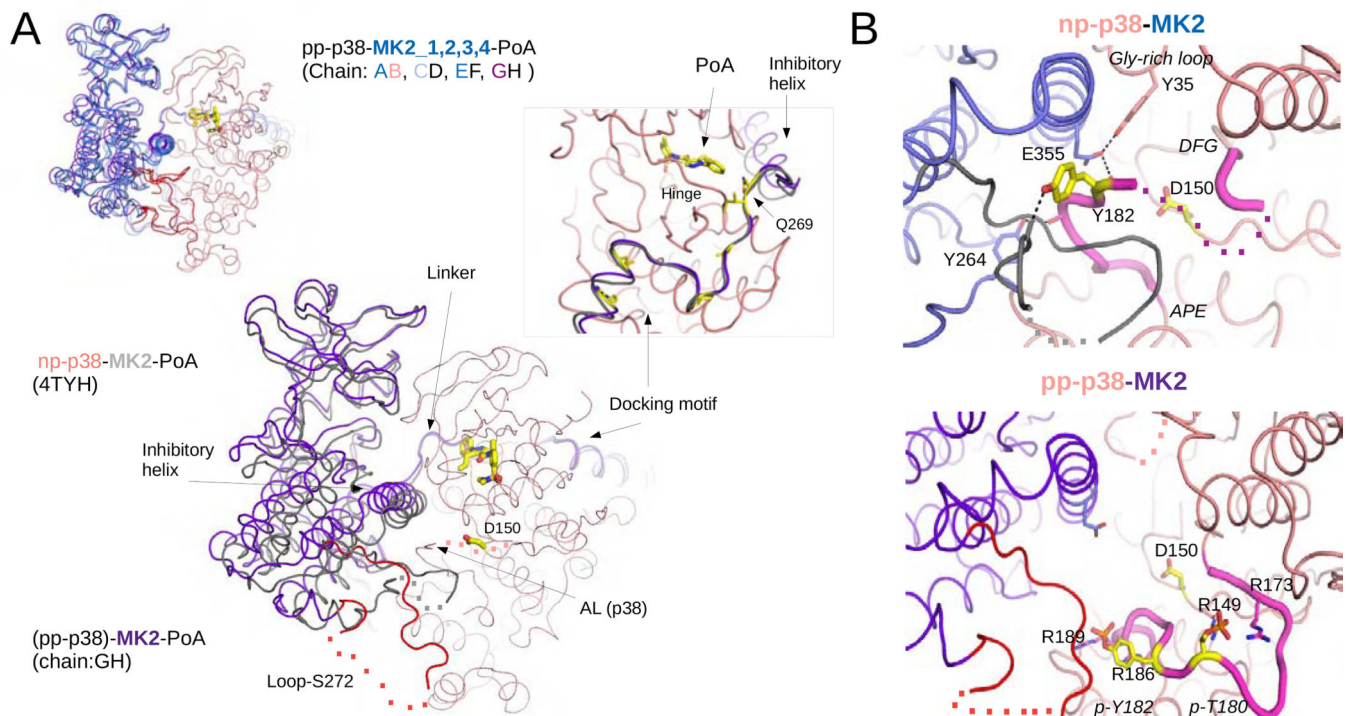 A
pp-p38-MK2_1,2,3,4-PoA
(Chain: AB, CD, EF, GH )
PoA
Inhibitory
helix
Hinge
Q269
Linker
np-p38-MK2-PoA
(4TYH)
Docking motif
Inhibitory
helix
D150
AL (p38)
(pp-p38)-MK2-PoA
(chain:GH)
Loop-S272
B
np-p38-MK2
Gly-rich loop
Y35
E355
DFG
D150
Y182
Y264
APE
pp-p38-MK2
D150
R173
R149
R189
R186
p-Y182
p-T180